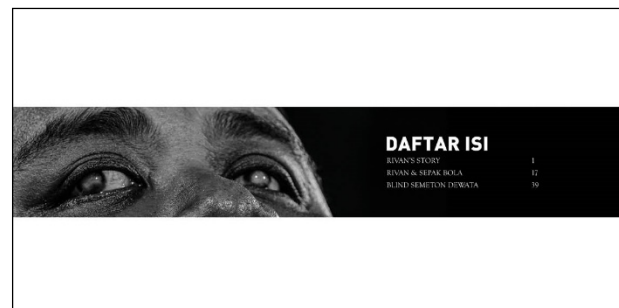 DAFTAR ISI
RIVAN'S STORY 1
RIVAN & SEPAK BOLA 17
BLIND SEMETON DEWATA 39